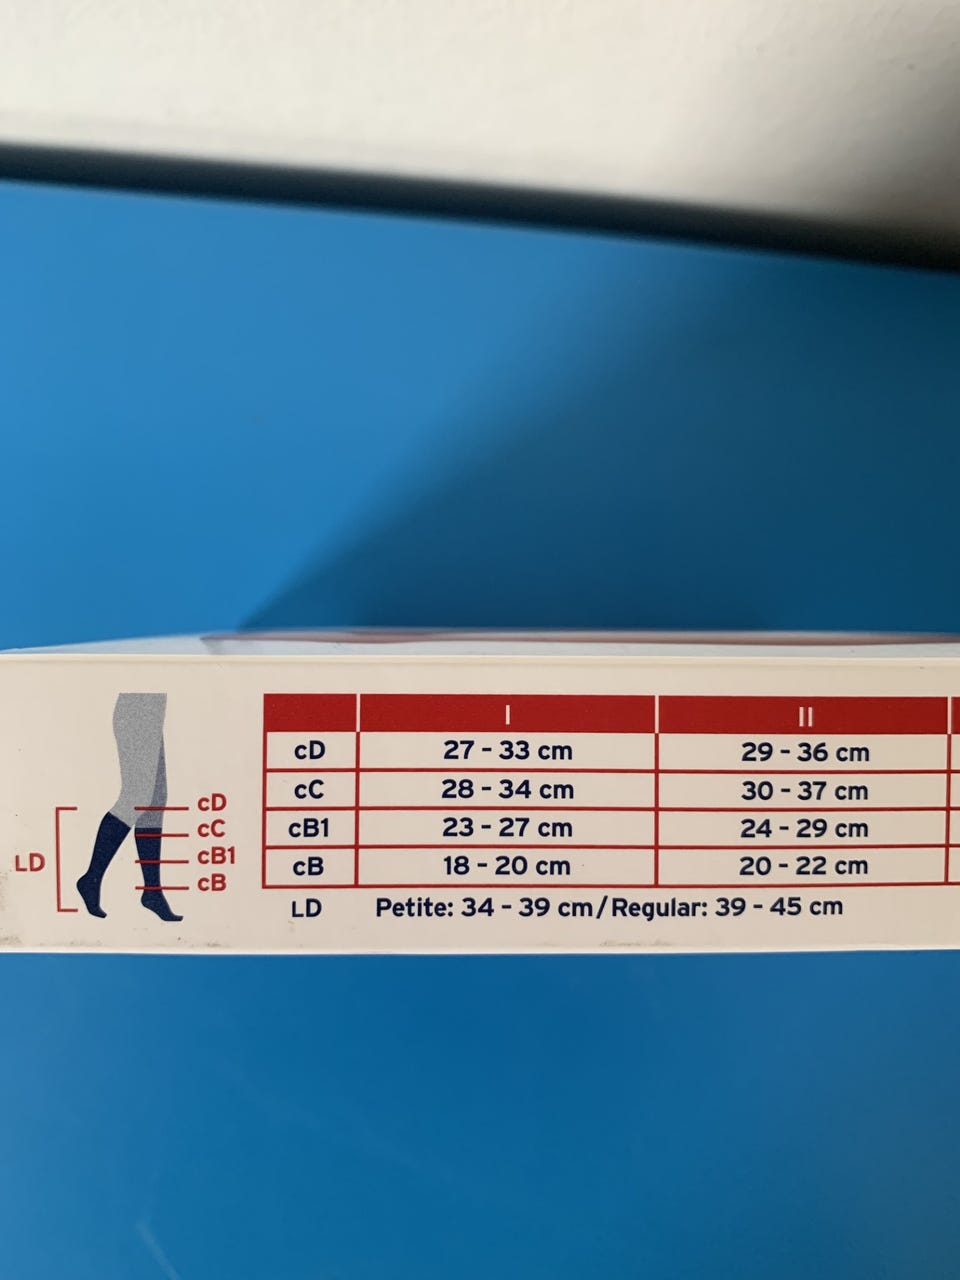 I II
cD 27 - 33 cm 29 - 36 cm
cC 28 - 34 cm 30 - 37 cm
cB1 23 - 27 cm 24 - 29 cm
cB 18 - 20 cm 20 - 22 cm
LD Petite: 34 - 39 cm/Regular: 39 - 45 cm
cD
cC
cB1
cB
LD